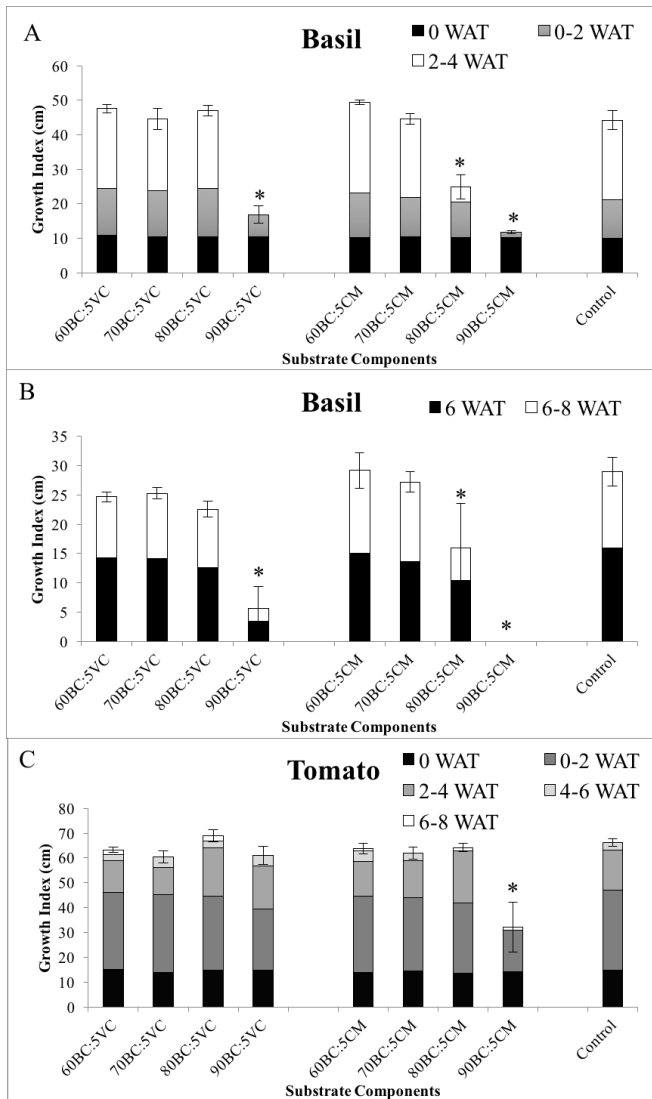 A
Basil
0 WAT 0-2 WAT
2-4 WAT
Growth Index (cm)
60
50
40
30
20
10
0
* * *
60BC:5VC 70BC:5VC 80BC:5VC 90BC:5VC 60BC:5CM 70BC:5CM 80BC:5CM 90BC:5CM Control
Substrate Components
B
Basil
6 WAT 6-8 WAT
Growth Index (cm)
35
30
25
20
15
10
5
0
* * *
60BC:5VC 70BC:5VC 80BC:5VC 90BC:5VC 60BC:5CM 70BC:5CM 80BC:5CM 90BC:5CM Control
Substrate Components
C
Tomato
0 WAT 0-2 WAT
2-4 WAT 4-6 WAT
6-8 WAT
Growth Index (cm)
80
70
60
50
40
30
20
10
0
*
60BC:5VC 70BC:5VC 80BC:5VC 90BC:5VC 60BC:5CM 70BC:5CM 80BC:5CM 90BC:5CM Control
Substrate Components